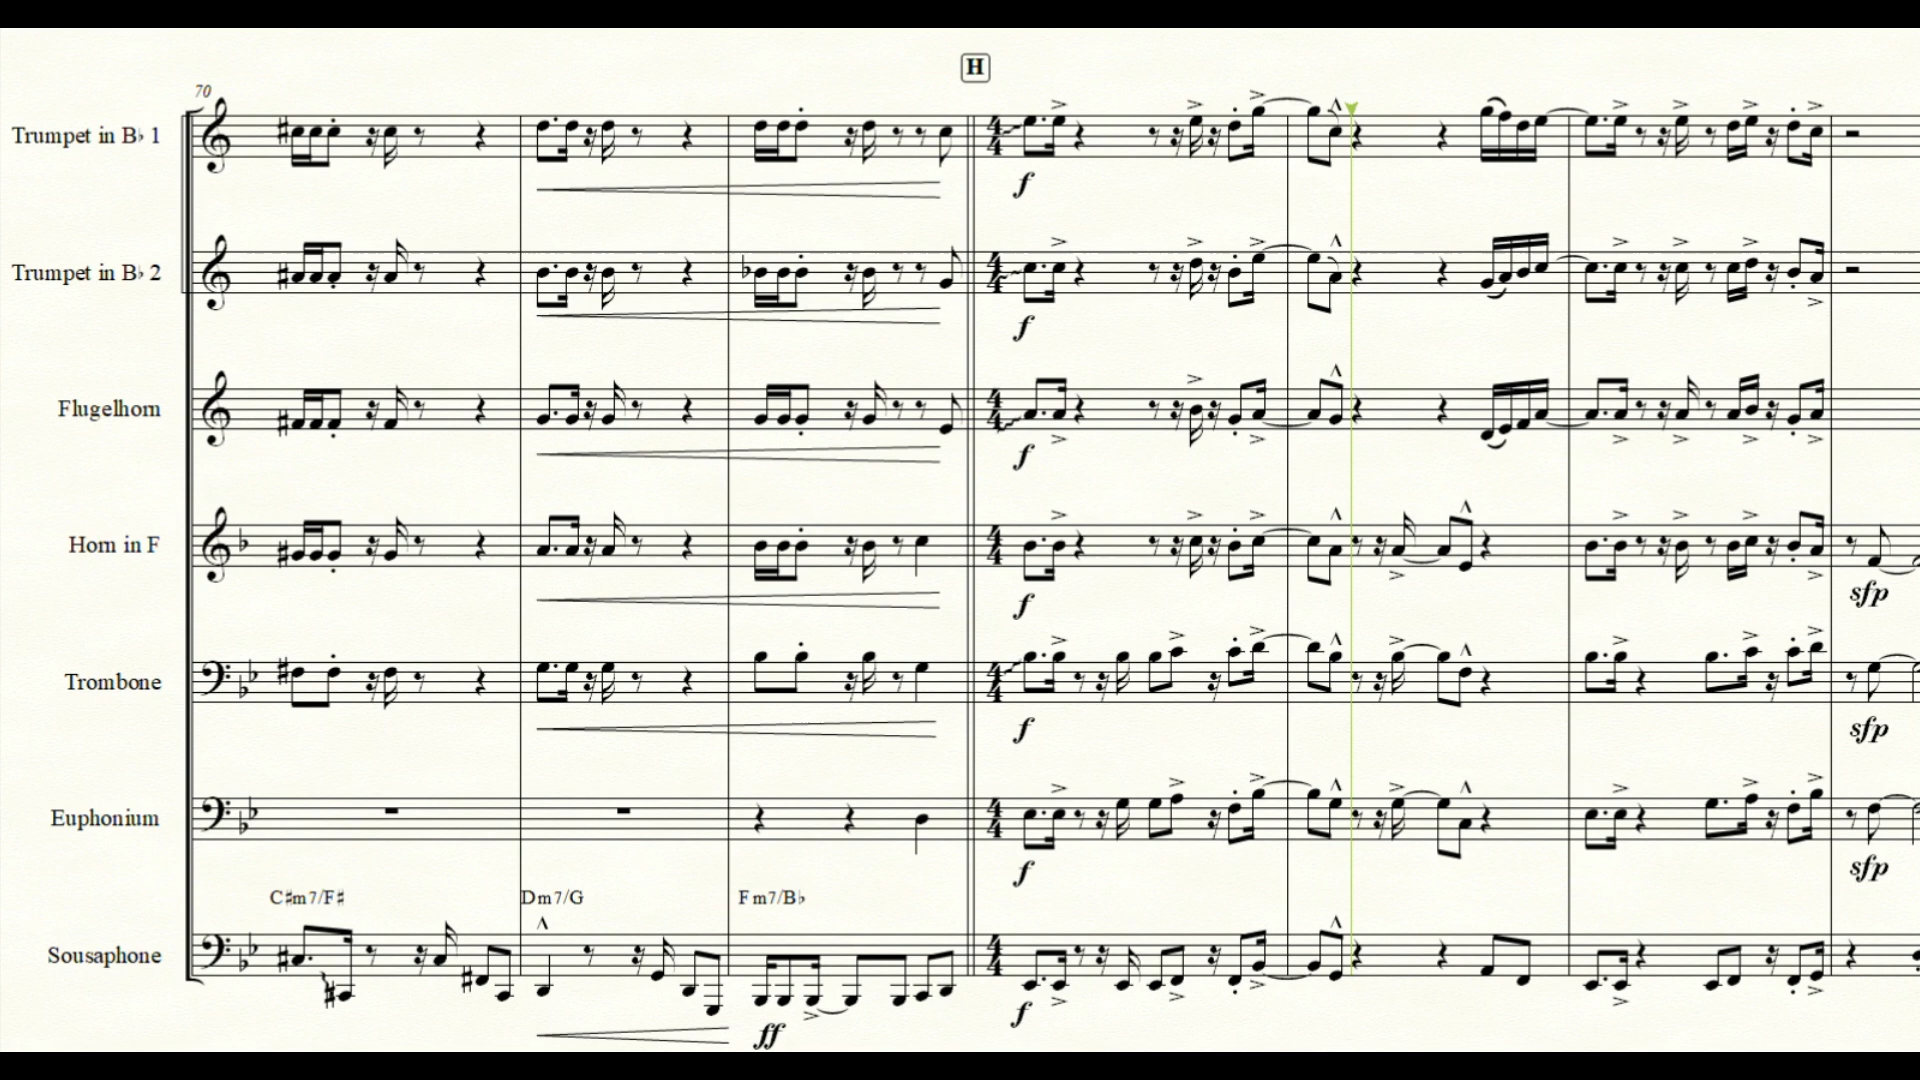 H
70
Trumpet in B♭ 1
f
Trumpet in B♭ 2
f
Flugelhorn
f
Horn in F
f
sfp
Trombone
f
sfp
Euphonium
f
sfp
C♯m7/F♯ Dm7/G Fm7/B♭
Sousaphone
f
ff